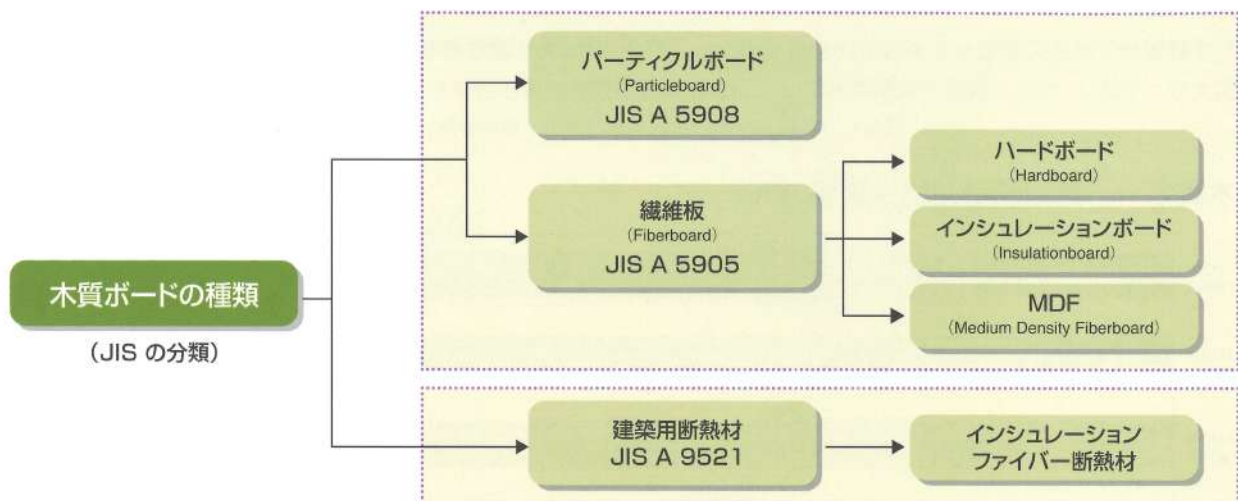 木質ボードの種類
（JIS の分類）
パーティクルボード
（Particleboard）
JIS A 5908
繊維板
（Fiberboard）
JIS A 5905
ハードボード
（Hardboard）
インシュレーションボード
（Insulationboard）
MDF
（Medium Density Fiberboard）
建築用断熱材
JIS A 9521
インシュレーション
ファイバー断熱材